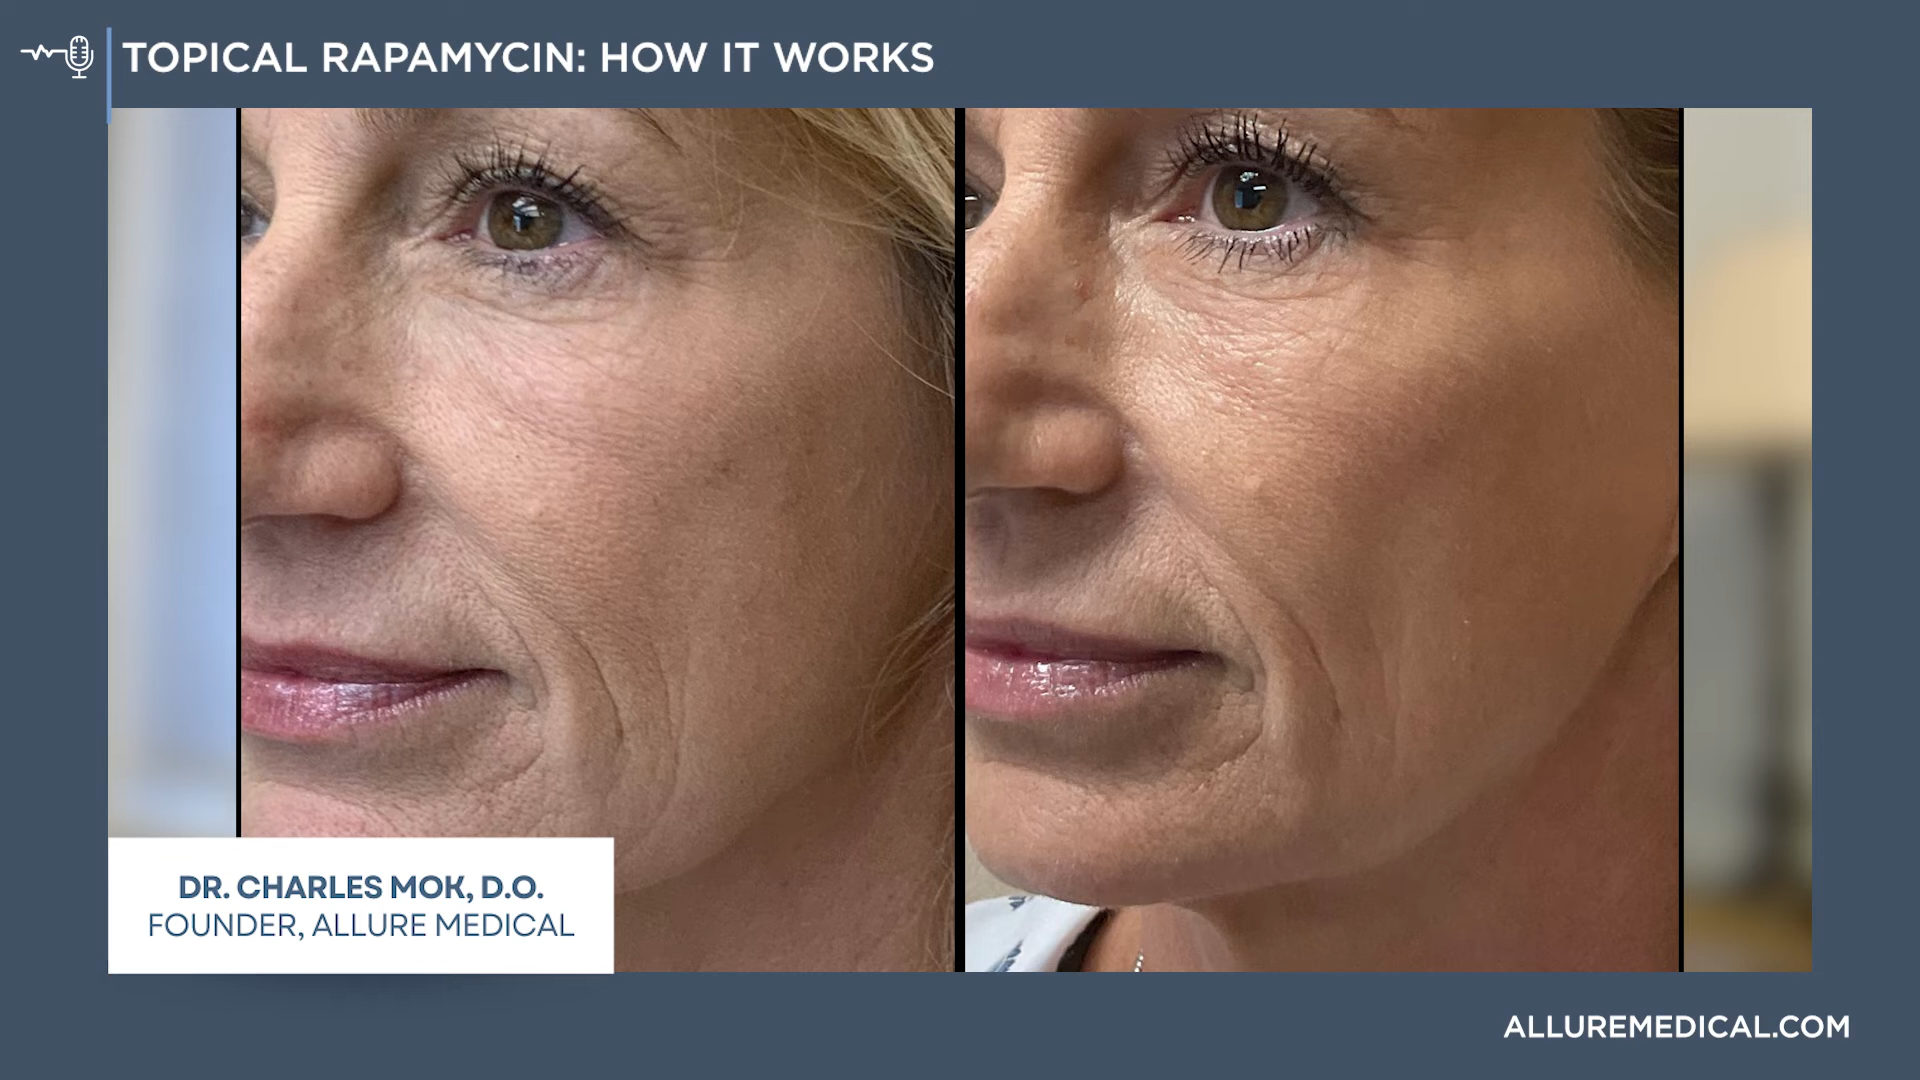 TOPICAL RAPAMYCIN: HOW IT WORKS
DR. CHARLES MOK, D.O.
FOUNDER, ALLURE MEDICAL
ALLUREMEDICAL.COM